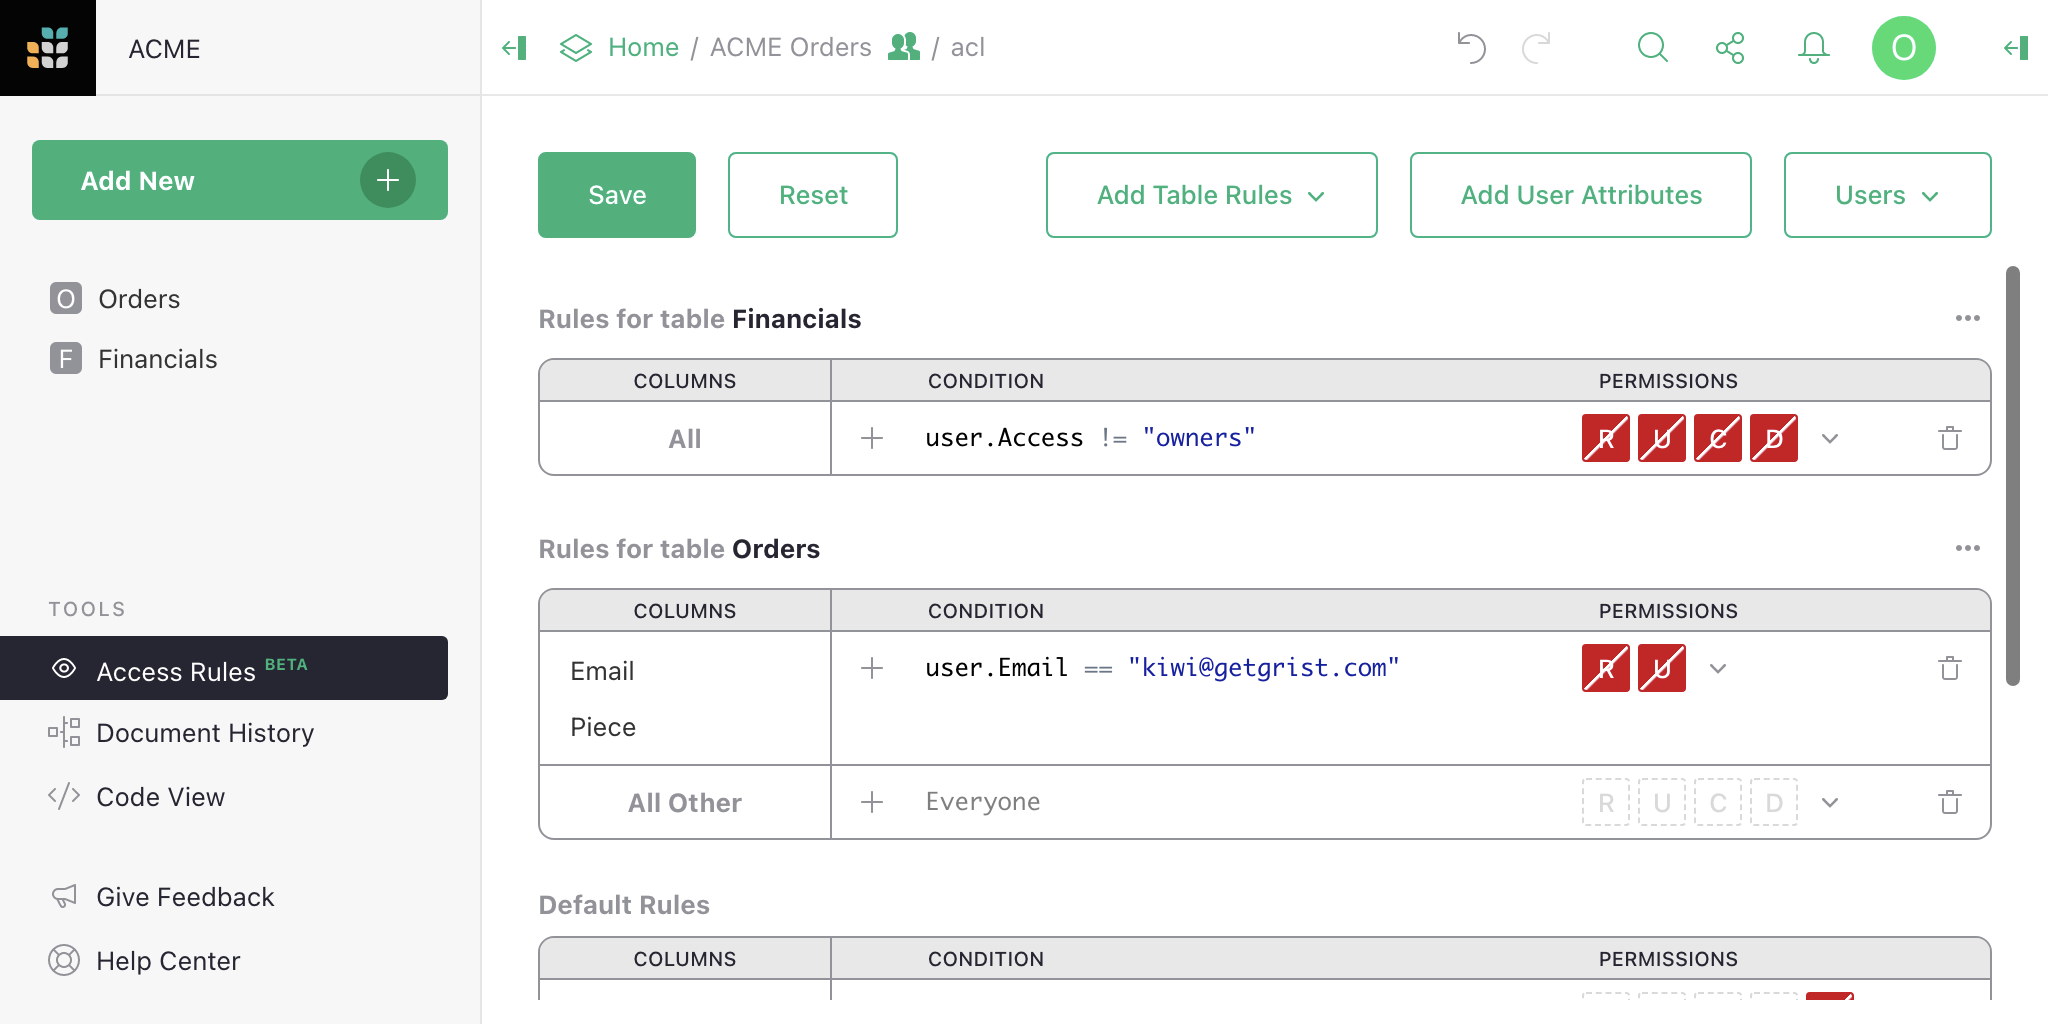 ACME
Home / ACME Orders / acl
O
Add New
Save
Reset
Add Table Rules
Add User Attributes
Users
O Orders
F Financials
TOOLS
Access Rules BETA
Document History
Code View
Give Feedback
Help Center
Rules for table Financials
COLUMNS CONDITION PERMISSIONS
All user.Access != "owners" R U C D
Rules for table Orders
COLUMNS CONDITION PERMISSIONS
Email user.Email == "kiwi@getgrist.com" R U
Piece
All Other Everyone R U C D
Default Rules
COLUMNS CONDITION PERMISSIONS